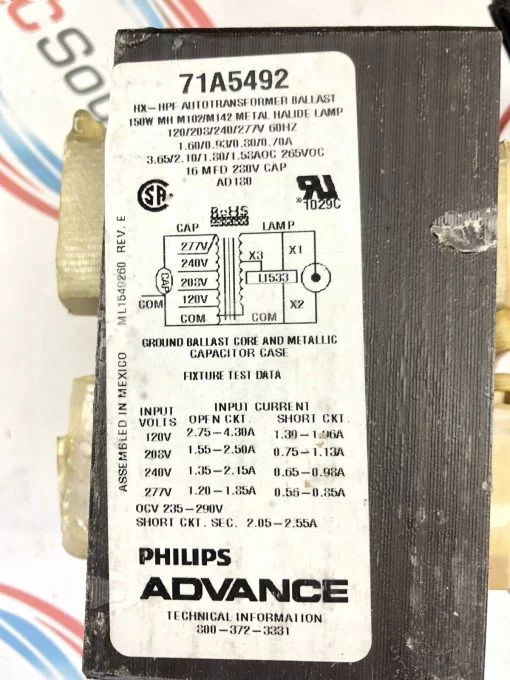 71A5492
HX-HPF AUTOTRANSFORMER BALLAST
150W MH M102/M142 METAL HALIDE LAMP
120/208/240/277V 60HZ
1.60/0.93/0.80/0.70A
3.65/2.10/1.80/1.58AOC 265VOC
16 MFD 280V CAP
AD180
SA
RoHS
RU
*1029C
CAP LAMP
277V X1
240V X3
CAP 208V LI533
120V X2
COM COM COM
GROUND BALLAST CORE AND METALLIC
CAPACITOR CASE
FIXTURE TEST DATA
INPUT INPUT CURRENT
VOLTS OPEN CKT. SHORT CKT.
120V 2.75-4.30A 1.30-1.96A
208V 1.55-2.50A 0.75-1.13A
240V 1.35-2.15A 0.65-0.98A
277V 1.20-1.85A 0.56-0.85A
OCV 235-290V
SHORT CKT. SEC. 2.05-2.55A
PHILIPS
ADVANCE
TECHNICAL INFORMATION
800-372-3331
ASSEMBLED IN MEXICO ML1549260 REV. E